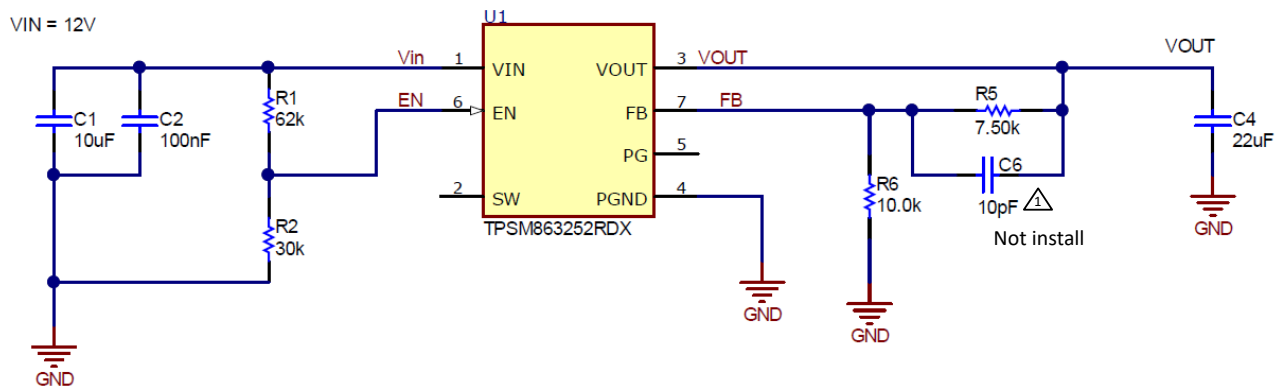 VIN = 12V
U1
Vin
1
VIN
EN
6
EN
2
SW
VOUT
3
VOUT
FB
7
FB
PG
5
PGND
4
TPSM863252RDX
C1
10uF
C2
100nF
R1
62k
R2
30k
GND
GND
R6
10.0k
GND
R5
7.50k
C6
10pF
1
Not install
VOUT
C4
22uF
GND